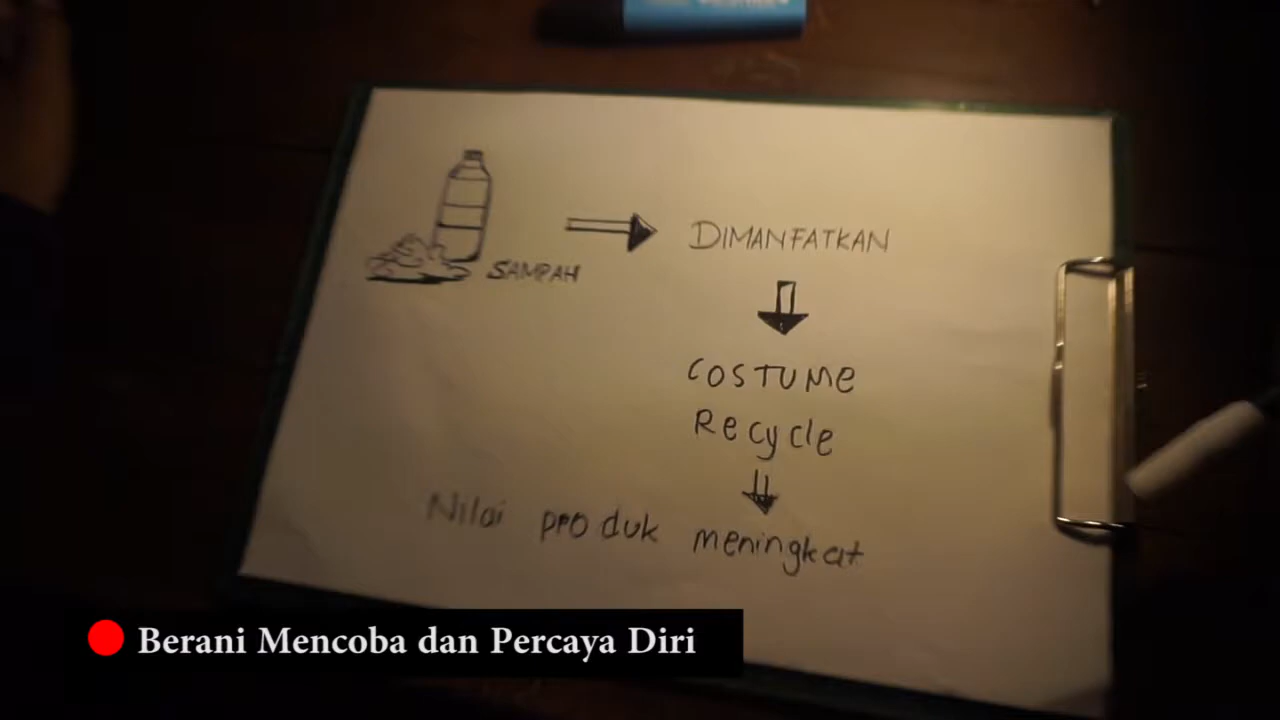 SAMPAH
DIMANFATKAN
COSTUME
Recycle
Nilai produk meningkat
Berani Mencoba dan Percaya Diri